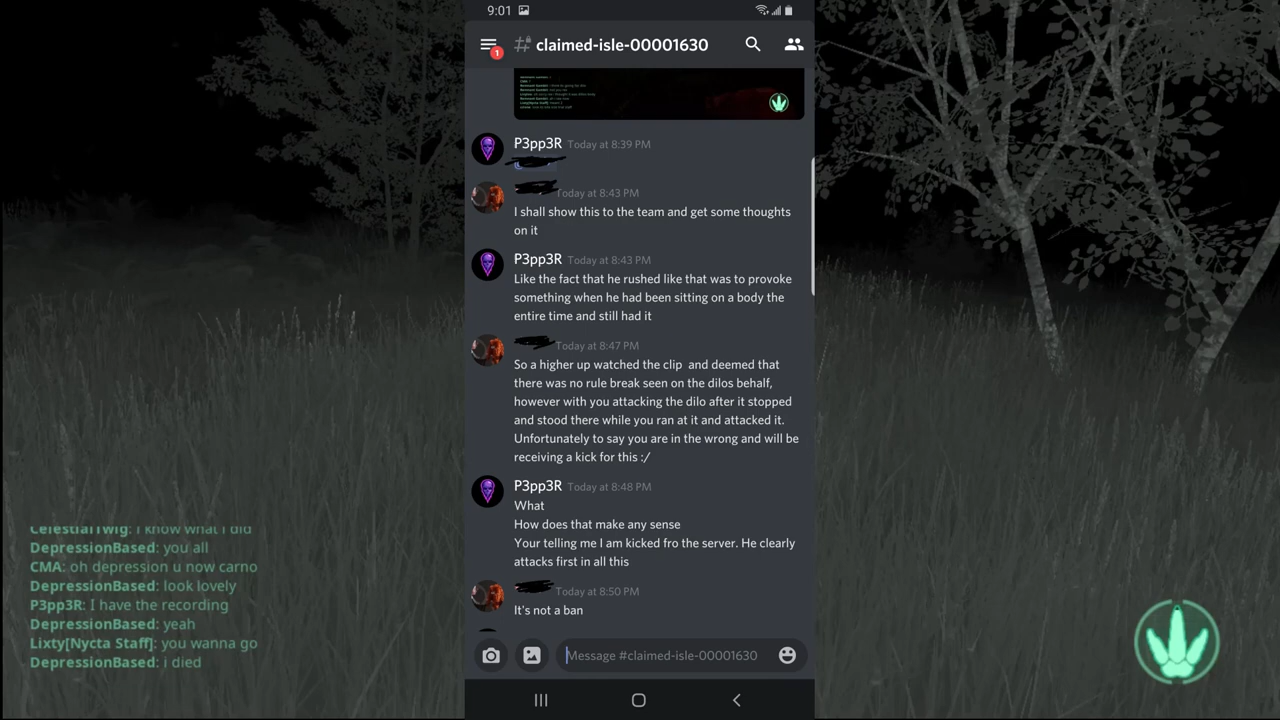 9:01
1
# claimed-isle-00001630
P3pp3R Today at 8:39 PM
Today at 8:43 PM
I shall show this to the team and get some thoughts
on it
P3pp3R Today at 8:43 PM
Like the fact that he rushed like that was to provoke
something when he had been sitting on a body the
entire time and still had it
Today at 8:47 PM
So a higher up watched the clip and deemed that
there was no rule break seen on the dilos behalf,
however with you attacking the dilo after it stopped
and stood there while you ran at it and attacked it.
Unfortunately to say you are in the wrong and will be
receiving a kick for this :/
P3pp3R Today at 8:48 PM
What
How does that make any sense
Your telling me I am kicked fro the server. He clearly
attacks first in all this
Today at 8:50 PM
It's not a ban
Message #claimed-isle-00001630
CelestialTwig: i know what i did
DepressionBased: you all
CMA: oh depression u now carno
DepressionBased: look lovely
P3pp3R: I have the recording
DepressionBased: yeah
Lixty[Nycta Staff]: you wanna go
DepressionBased: i died